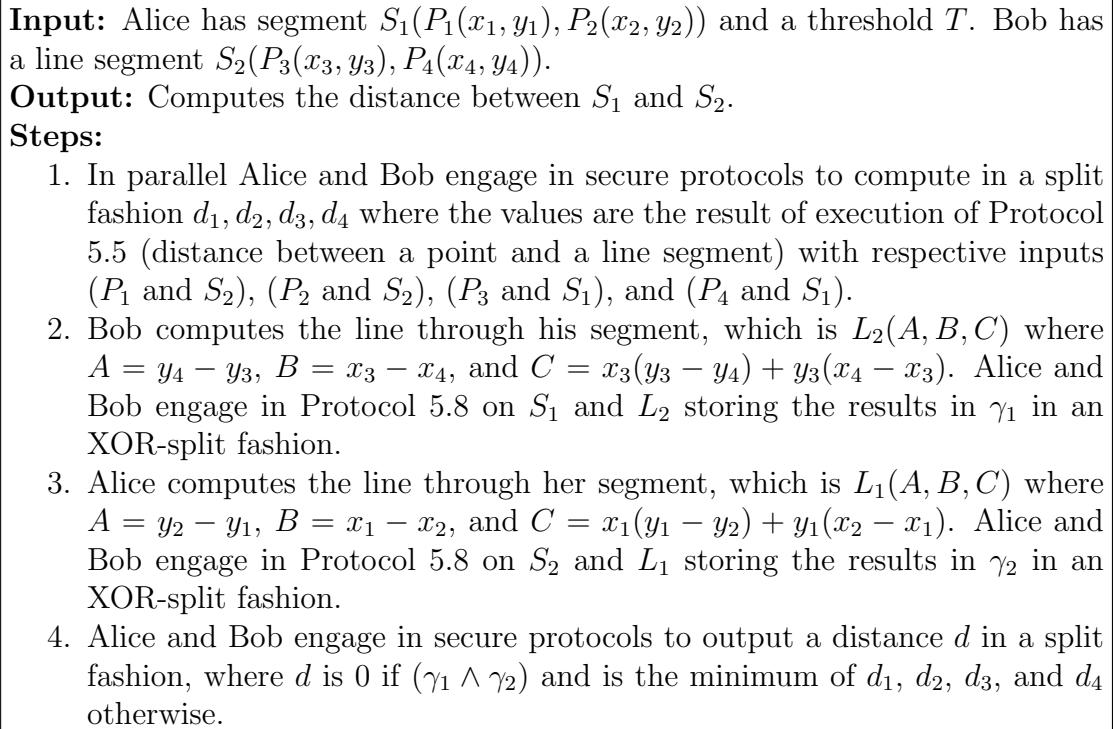 Input: Alice has segment S₁(P₁(x₁, y₁), P₂(x₂, y₂)) and a threshold T. Bob has
a line segment S₂(P₃(x₃, y₃), P₄(x₄, y₄)).
Output: Computes the distance between S₁ and S₂.
Steps:
1. In parallel Alice and Bob engage in secure protocols to compute in a split
fashion d₁, d₂, d₃, d₄ where the values are the result of execution of Protocol
5.5 (distance between a point and a line segment) with respective inputs
(P₁ and S₂), (P₂ and S₂), (P₃ and S₁), and (P₄ and S₁).
2. Bob computes the line through his segment, which is L₂(A, B, C) where
A = y₄ − y₃, B = x₃ − x₄, and C = x₃(y₃ − y₄) + y₃(x₄ − x₃). Alice and
Bob engage in Protocol 5.8 on S₁ and L₂ storing the results in γ₁ in an
XOR-split fashion.
3. Alice computes the line through her segment, which is L₁(A, B, C) where
A = y₂ − y₁, B = x₁ − x₂, and C = x₁(y₁ − y₂) + y₁(x₂ − x₁). Alice and
Bob engage in Protocol 5.8 on S₂ and L₁ storing the results in γ₂ in an
XOR-split fashion.
4. Alice and Bob engage in secure protocols to output a distance d in a split
fashion, where d is 0 if (γ₁ ∧ γ₂) and is the minimum of d₁, d₂, d₃, and d₄
otherwise.